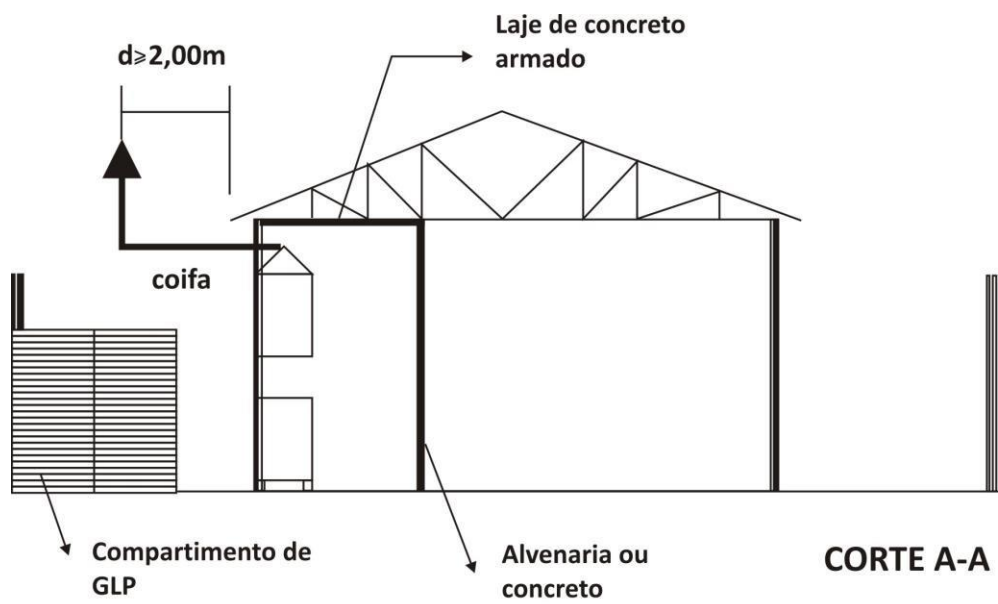 Laje de concreto
armado
d≥2,00m
coifa
Compartimento de
GLP
Alvenaria ou
concreto
CORTE A-A